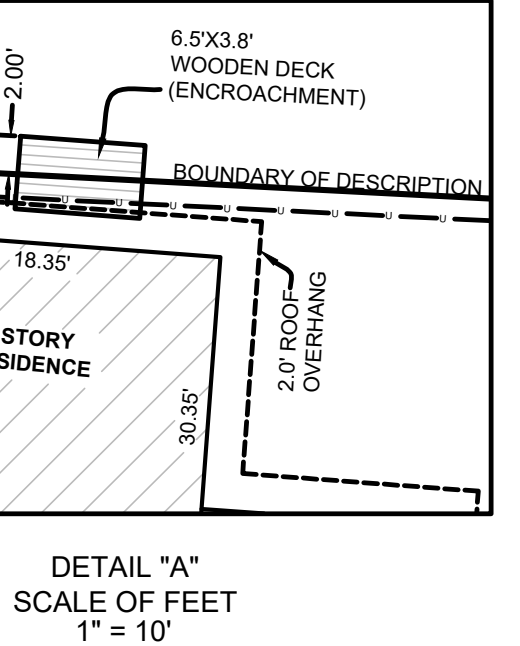 2.00'
6.5'X3.8'
WOODEN DECK
(ENCROACHMENT)
BOUNDARY OF DESCRIPTION
U U U U U U U U
18.35'
STORY
SIDENCE
30.35'
2.0' ROOF
OVERHANG
DETAIL "A"
SCALE OF FEET
1" = 10'